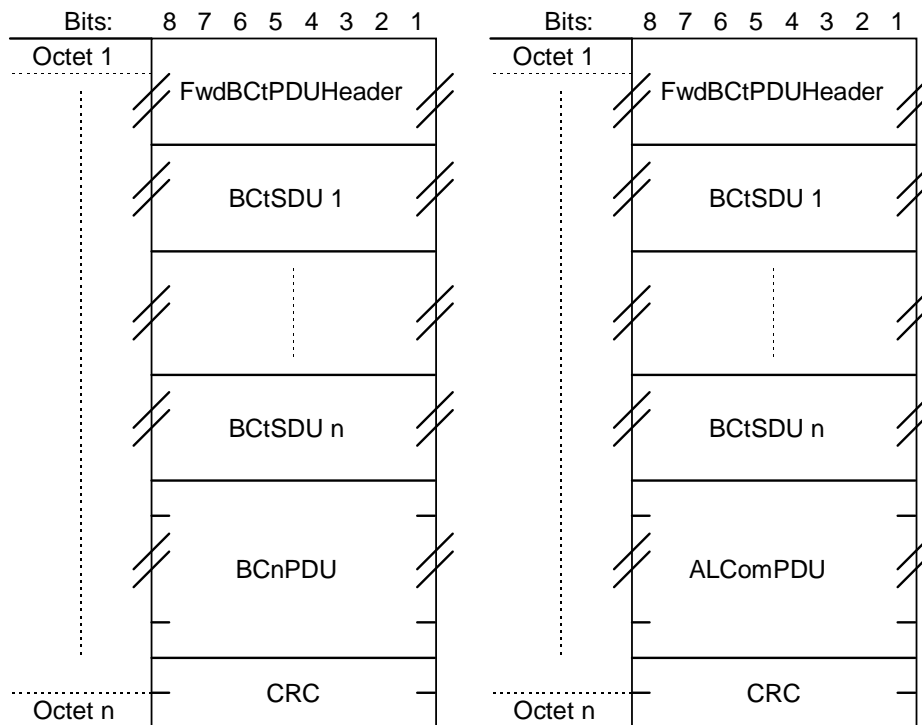 Bits: 8 7 6 5 4 3 2 1
Octet 1
FwdBCtPDUHeader
BCtSDU 1
BCtSDU n
BCnPDU
CRC
Octet n
Bits: 8 7 6 5 4 3 2 1
Octet 1
FwdBCtPDUHeader
BCtSDU 1
BCtSDU n
ALComPDU
CRC
Octet n